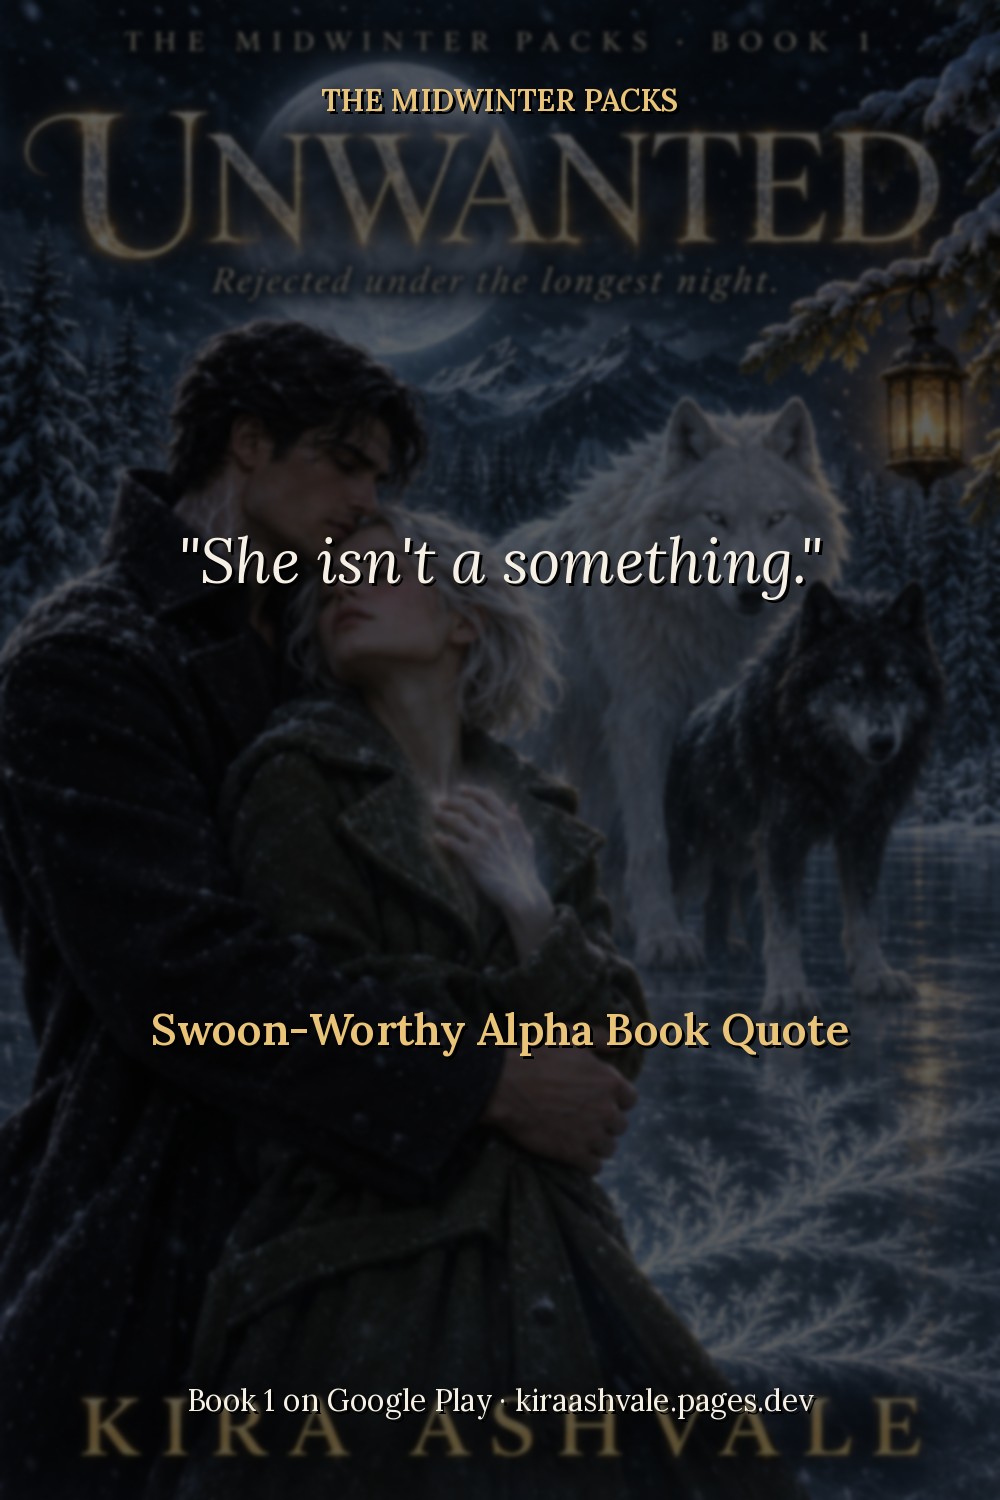 THE MIDWINTER PACKS · BOOK 1
THE MIDWINTER PACKS
UNWANTED
Rejected under the longest night.
"She isn't a something."
Swoon-Worthy Alpha Book Quote
Book 1 on Google Play · kiraashvale.pages.dev
KIRA ASHVALE